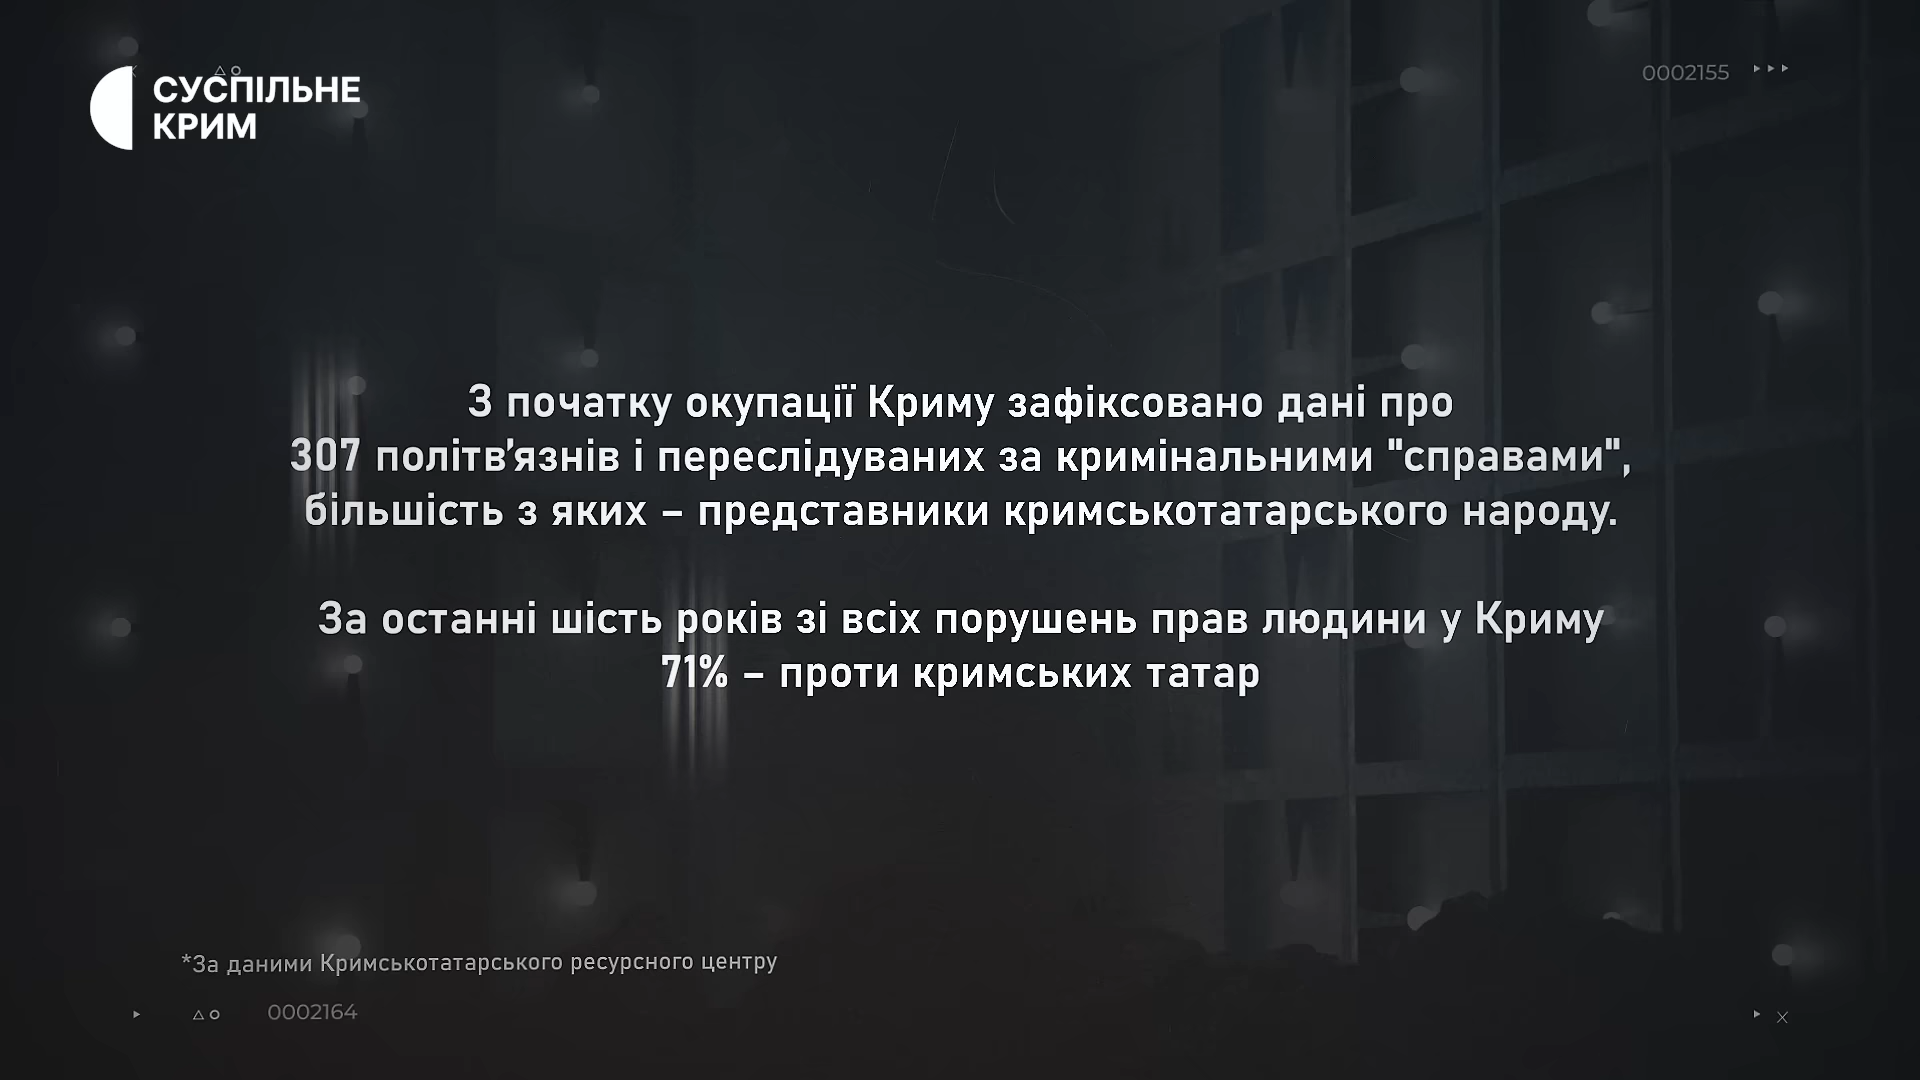 СУСПІЛЬНЕ
КРИМ
0002155
З початку окупації Криму зафіксовано дані про
307 політв’язнів і переслідуваних за кримінальними "справами",
більшість з яких – представники кримськотатарського народу.
За останні шість років зі всіх порушень прав людини у Криму
71% – проти кримських татар
*За даними Кримськотатарського ресурсного центру
0002164